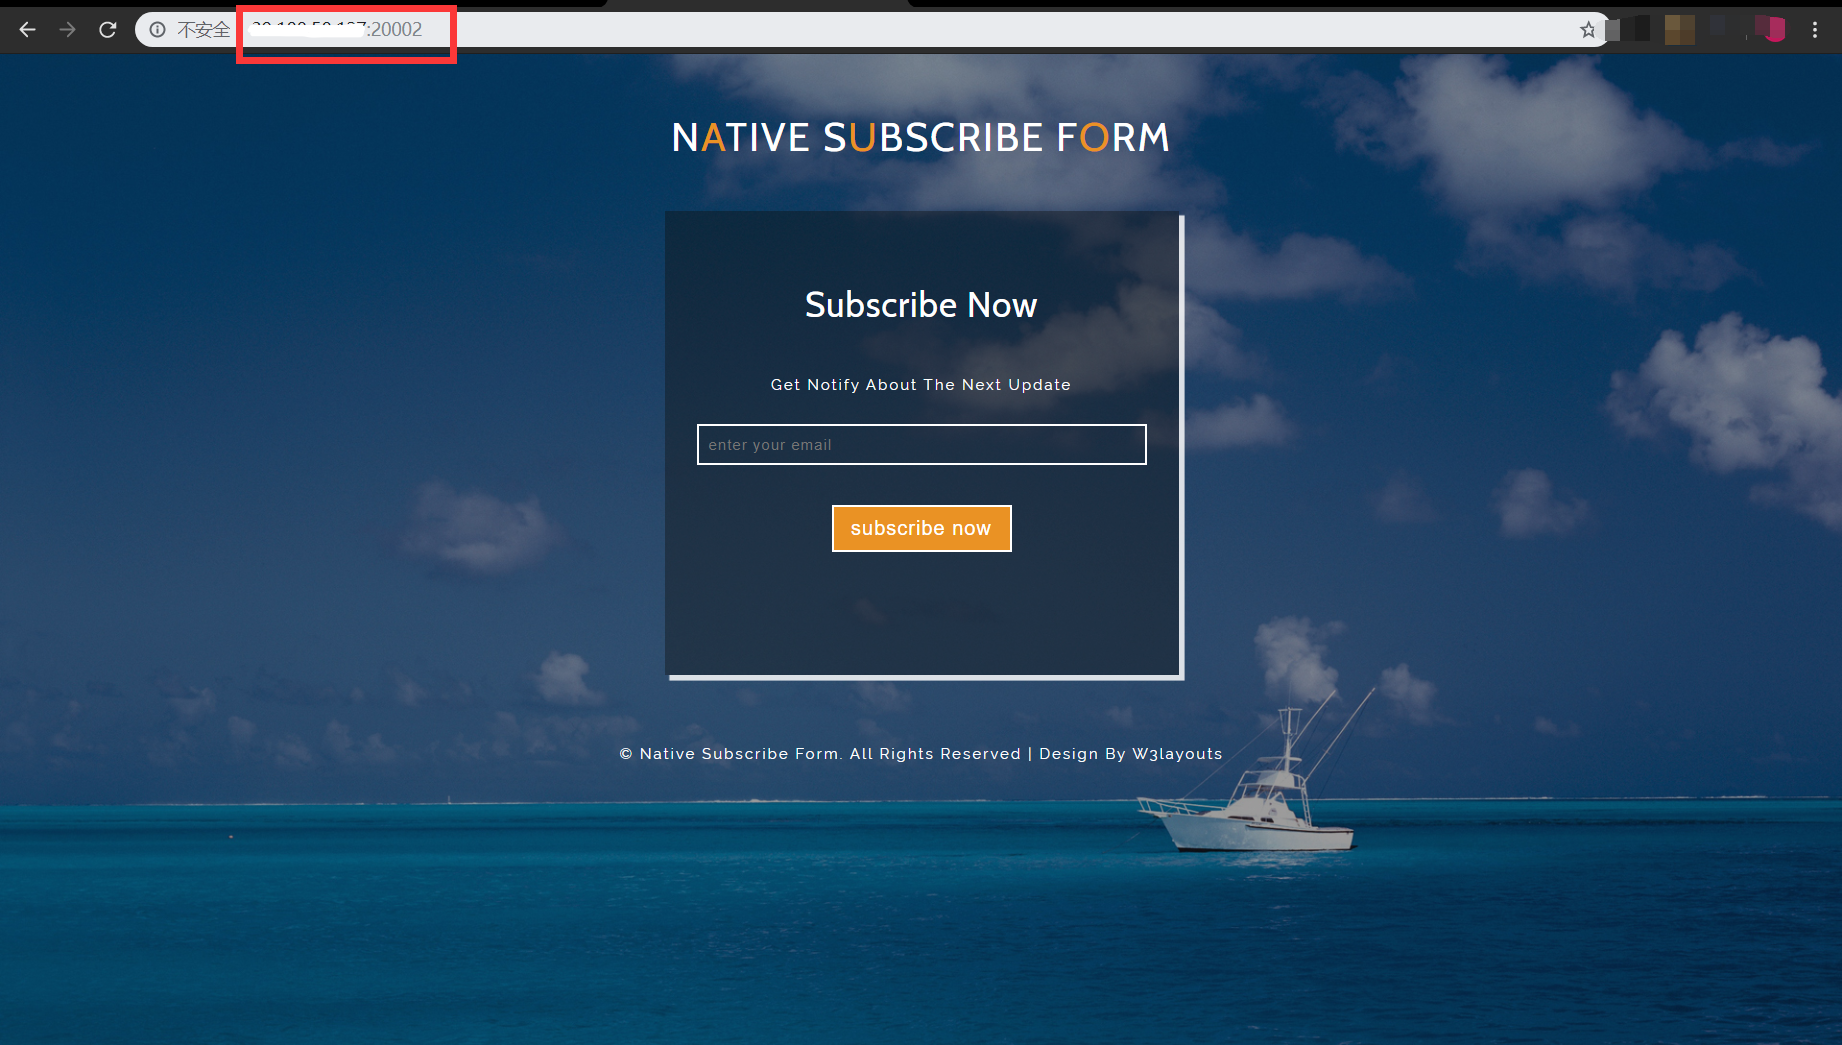 不安全
:20002
NATIVE SUBSCRIBE FORM
Subscribe Now
Get Notify About The Next Update
enter your email
subscribe now
© Native Subscribe Form. All Rights Reserved | Design By W3layouts